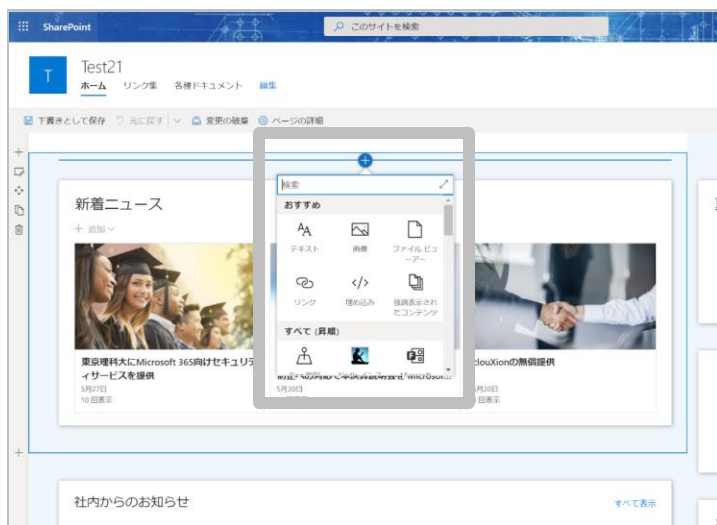 SharePoint
このサイトを検索
T
Test21
ホーム リンク集 各種ドキュメント 編集
下書きとして保存 元に戻す 変更の破棄 ページの詳細
検索
おすすめ
テキスト 画像 ファイル ビューアー
リンク 埋め込み 強調表示されたコンテンツ
すべて (昇順)
新着ニュース
+ 追加
東京理科大にMicrosoft 365向けセキュリティサービスを提供
5月27日
10 回表示
Microsof...
5月20日
clouXionの無償提供
5月20日
回表示
社内からのお知らせ
すべて表示